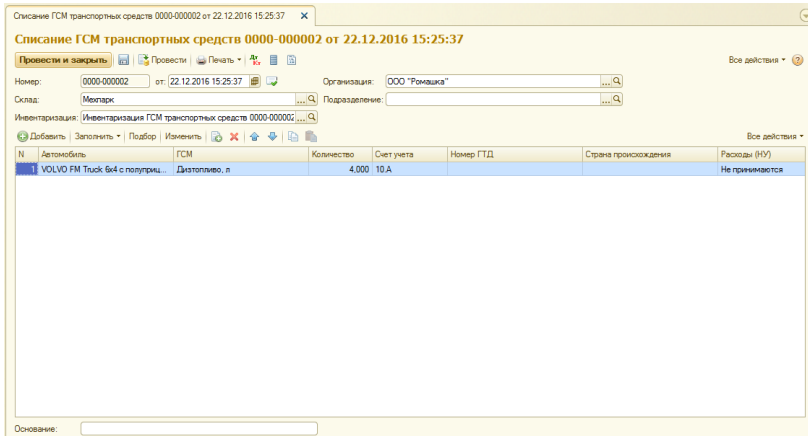 Списание ГСМ транспортных средств 0000-000002 от 22.12.2016 15:25:37
Списание ГСМ транспортных средств 0000-000002 от 22.12.2016 15:25:37
Провести и закрыть Провести Печать Дт Кт Все действия
Номер: 0000-000002 от: 22.12.2016 15:25:37 Организация: ООО "Ромашка" ...
Склад: Мехпарк ... Подразделение: ...
Инвентаризация: Инвентаризация ГСМ транспортных средств 0000-000002 ...
Добавить Заполнить Подбор Изменить Все действия
N Автомобиль ГСМ Количество Счет учета Номер ГТД Страна происхождения Расходы (НУ)
1 VOLVO FM Truck 6x4 с полуприц... Дизтопливо, л 4,000 10.А Не принимаются
Основание: